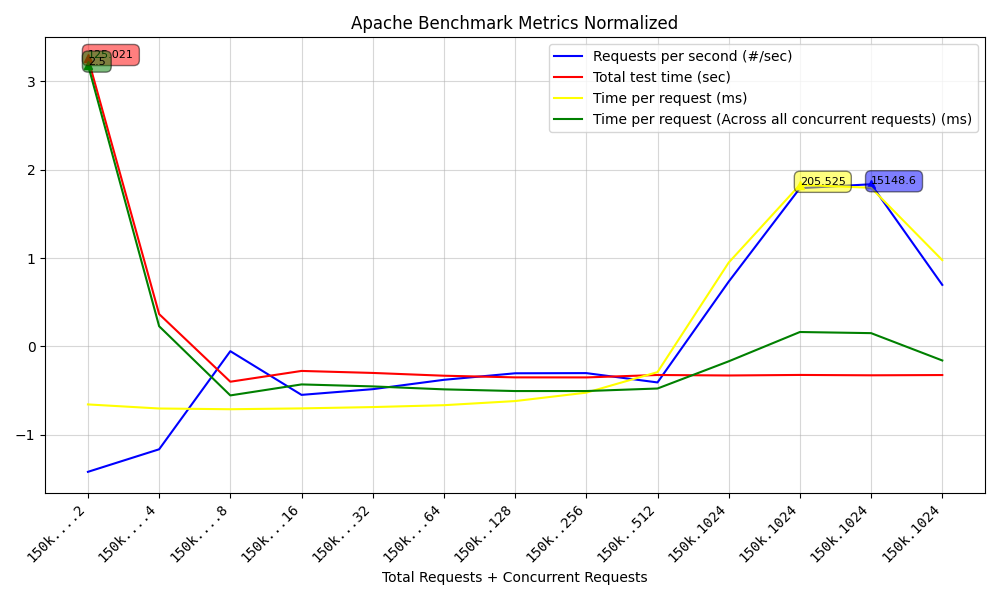 Apache Benchmark Metrics Normalized
125.021
2.5
Requests per second (#/sec)
Total test time (sec)
Time per request (ms)
Time per request (Across all concurrent requests) (ms)
205.525
15148.6
3
2
1
0
−1
150k....2
150k....4
150k....8
150k...16
150k...32
150k...64
150k..128
150k..256
150k..512
150k.1024
150k.1024
150k.1024
150k.1024
Total Requests + Concurrent Requests